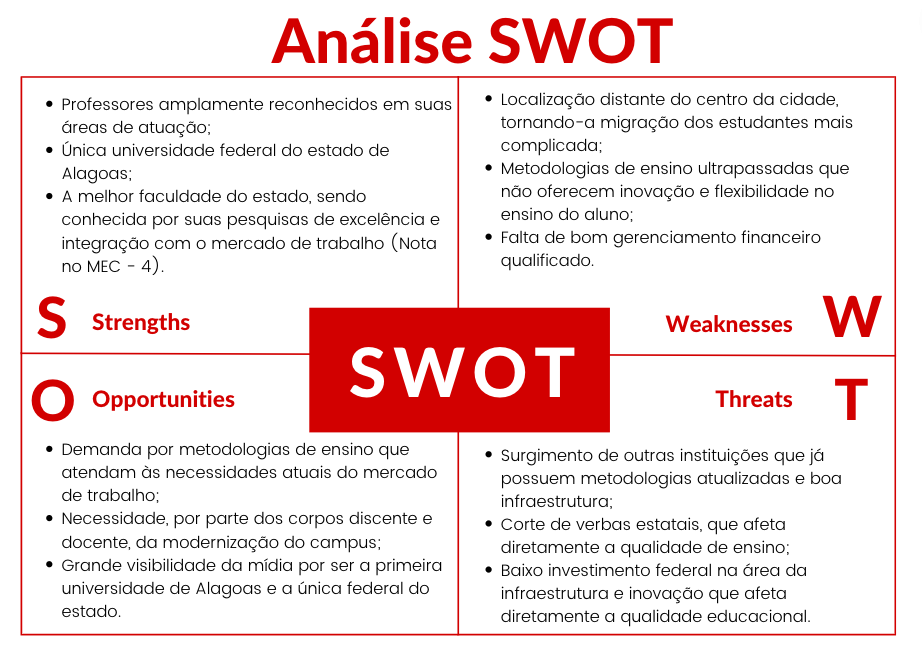 Análise SWOT
• Professores amplamente reconhecidos em suas
áreas de atuação;
• Única universidade federal do estado de
Alagoas;
• A melhor faculdade do estado, sendo
conhecida por suas pesquisas de excelência e
integração com o mercado de trabalho (Nota
no MEC - 4).
S Strengths
• Localização distante do centro da cidade,
tornando-a migração dos estudantes mais
complicada;
• Metodologias de ensino ultrapassadas que
não oferecem inovação e flexibilidade no
ensino do aluno;
• Falta de bom gerenciamento financeiro
qualificado.
Weaknesses W
SWOT
O Opportunities
• Demanda por metodologias de ensino que
atendam às necessidades atuais do mercado
de trabalho;
• Necessidade, por parte dos corpos discente e
docente, da modernização do campus;
• Grande visibilidade da mídia por ser a primeira
universidade de Alagoas e a única federal do
estado.
Threats T
• Surgimento de outras instituições que já
possuem metodologias atualizadas e boa
infraestrutura;
• Corte de verbas estatais, que afeta
diretamente a qualidade de ensino;
• Baixo investimento federal na área da
infraestrutura e inovação que afeta
diretamente a qualidade educacional.